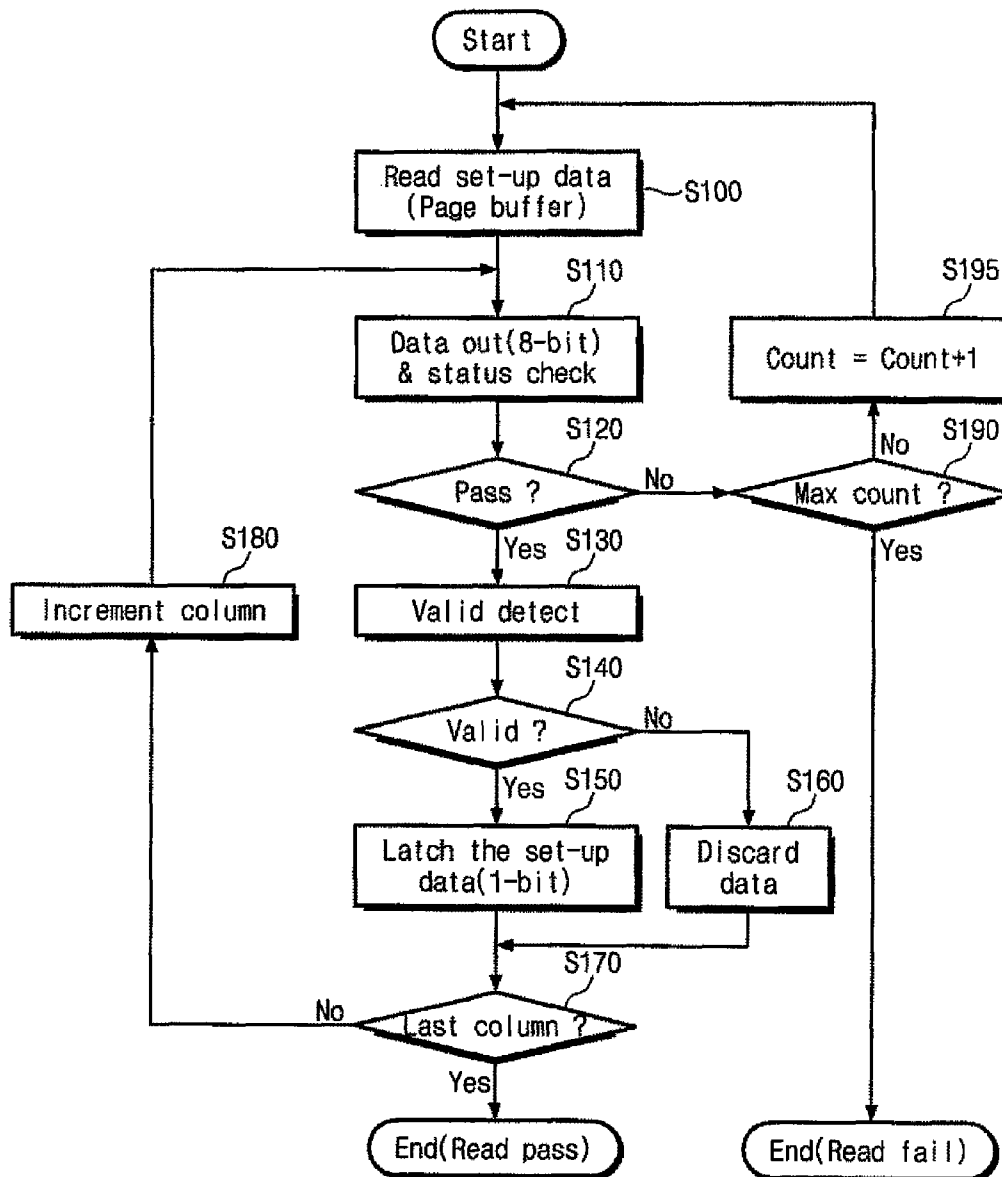 Start
Read set-up data
(Page buffer)
S100
S110
Data out(8-bit)
& status check
S195
Count = Count+1
S120
Pass ?
No
No
S190
Max count ?
Yes
Yes
S130
Valid detect
S180
Increment column
S140
Valid ?
No
Yes
S150
Latch the set-up
data(1-bit)
S160
Discard
data
S170
Last column ?
No
Yes
End(Read pass)
End(Read fail)